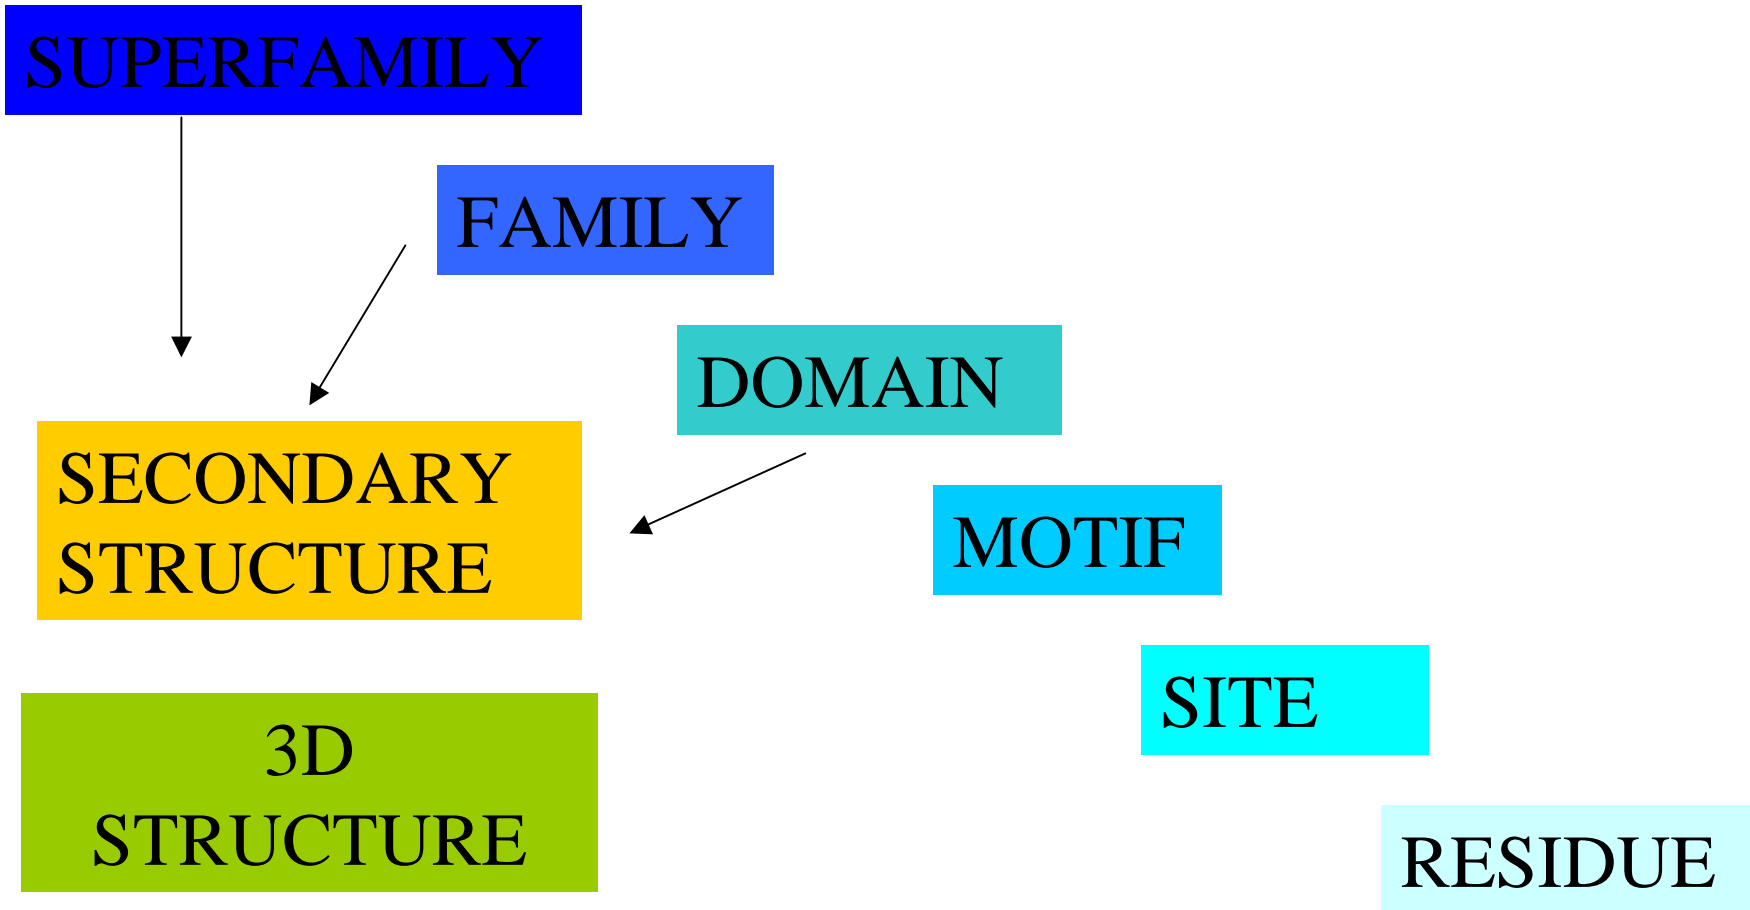 SUPERFAMILY
FAMILY
DOMAIN
SECONDARY
STRUCTURE
MOTIF
SITE
3D
STRUCTURE
RESIDUE